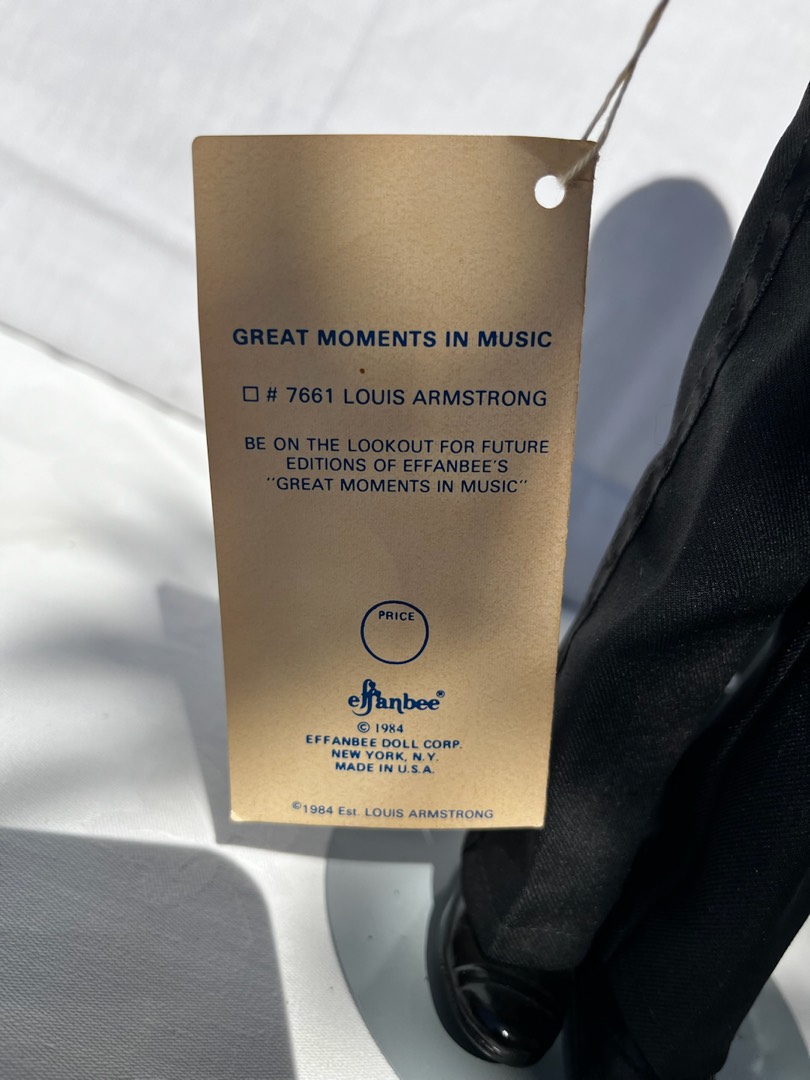 GREAT MOMENTS IN MUSIC
☐ # 7661 LOUIS ARMSTRONG
BE ON THE LOOKOUT FOR FUTURE
EDITIONS OF EFFANBEE'S
"GREAT MOMENTS IN MUSIC"
PRICE
effanbee®
© 1984
EFFANBEE DOLL CORP.
NEW YORK, N.Y.
MADE IN U.S.A.
©1984 Est. LOUIS ARMSTRONG